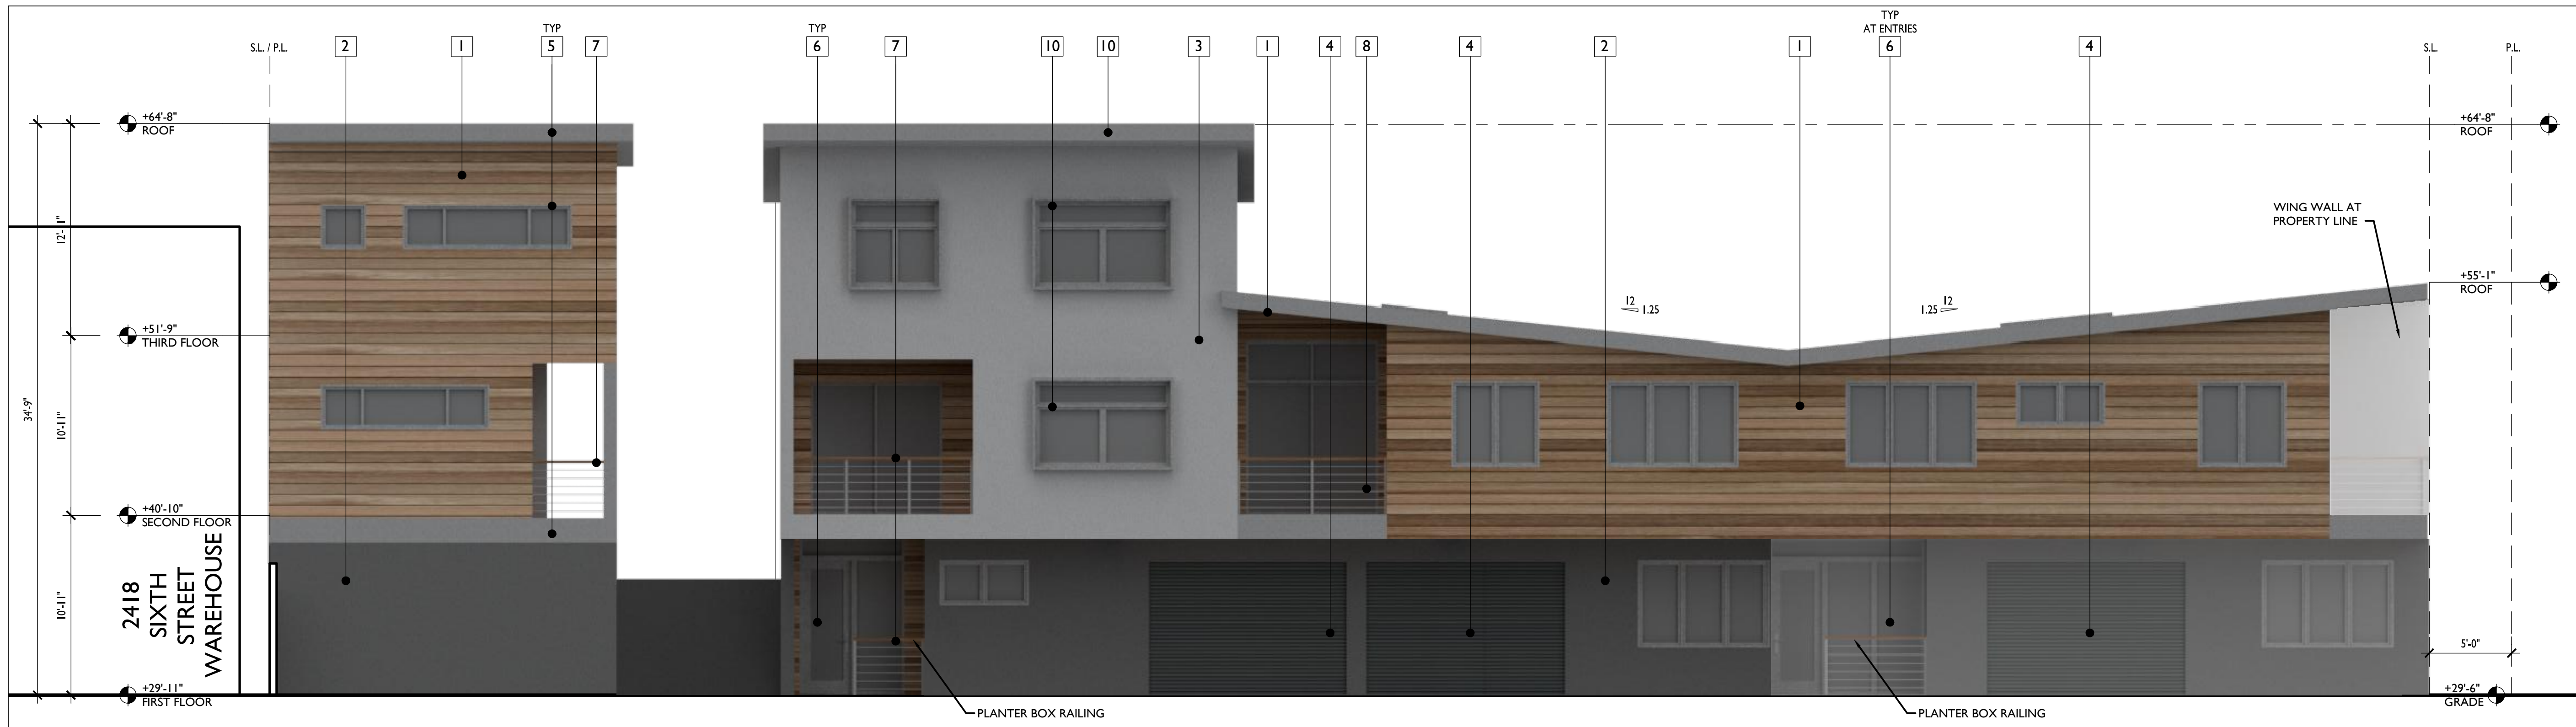 TYP
TYP
TYP
AT ENTRIES
S.L. / P.L.
2
1
5
7
6
7
10
10
3
1
4
8
4
2
1
6
4
S.L.
P.L.
+64'-8"
ROOF
+64'-8"
ROOF
12'-1"
WING WALL AT
PROPERTY LINE
+55'-1"
ROOF
12
1.25
12
1.25
+51'-9"
THIRD FLOOR
34'-9"
10'-11"
+40'-10"
SECOND FLOOR
2418
SIXTH
STREET
WAREHOUSE
10'-11"
5'-0"
+29'-11"
FIRST FLOOR
+29'-6"
GRADE
PLANTER BOX RAILING
PLANTER BOX RAILING